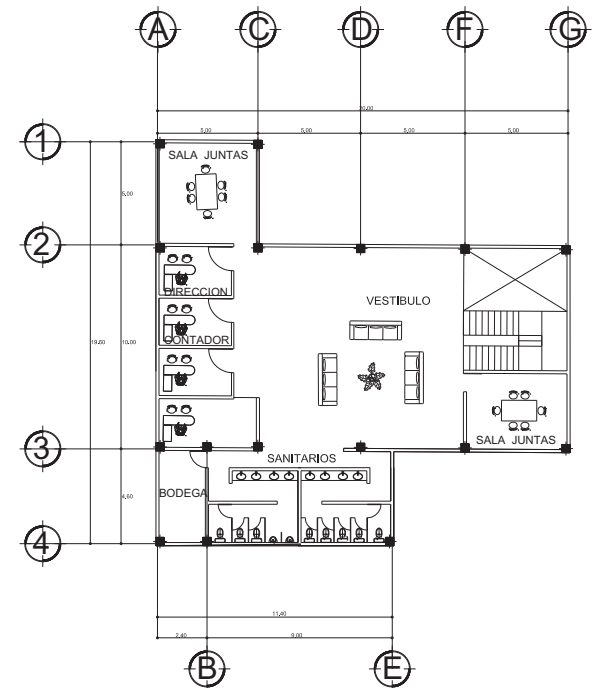 A C D F G
20,00
5,00 5,00 5,00 5,00
1
SALA JUNTAS
5,00
2
DIRECCION
VESTIBULO
CONTADOR
19,60 10,00
SALA JUNTAS
3
SANITARIOS
BODEGA
4,60
4
11,40
2,40 9,00
B E